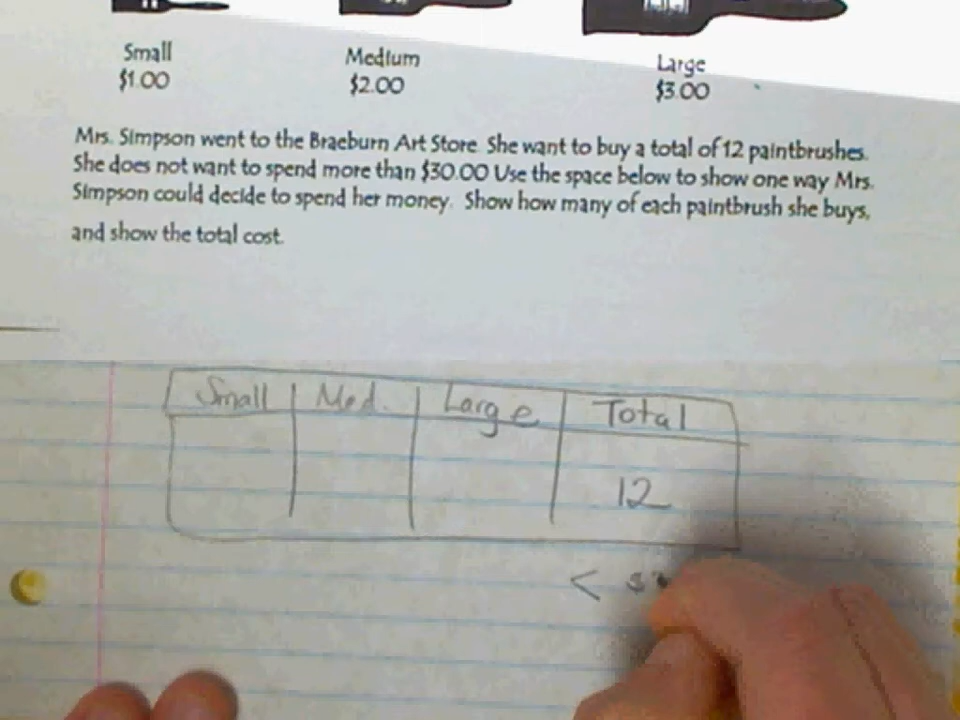 Small Medium Large
$1.00 $2.00 $3.00
Mrs. Simpson went to the Braeburn Art Store. She want to buy a total of 12 paintbrushes.
She does not want to spend more than $30.00 Use the space below to show one way Mrs.
Simpson could decide to spend her money. Show how many of each paintbrush she buys,
and show the total cost.
Small Med. Large Total
12
<